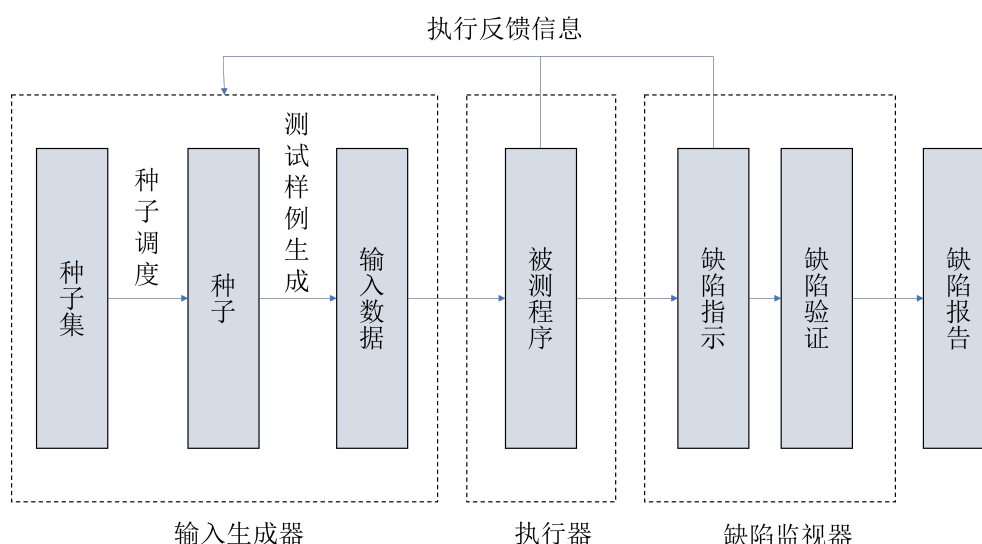 执行反馈信息
种子集
种子调度
种子
测试样例生成
输入数据
被测程序
缺陷指示
缺陷验证
缺陷报告
输入生成器
执行器
缺陷监视器